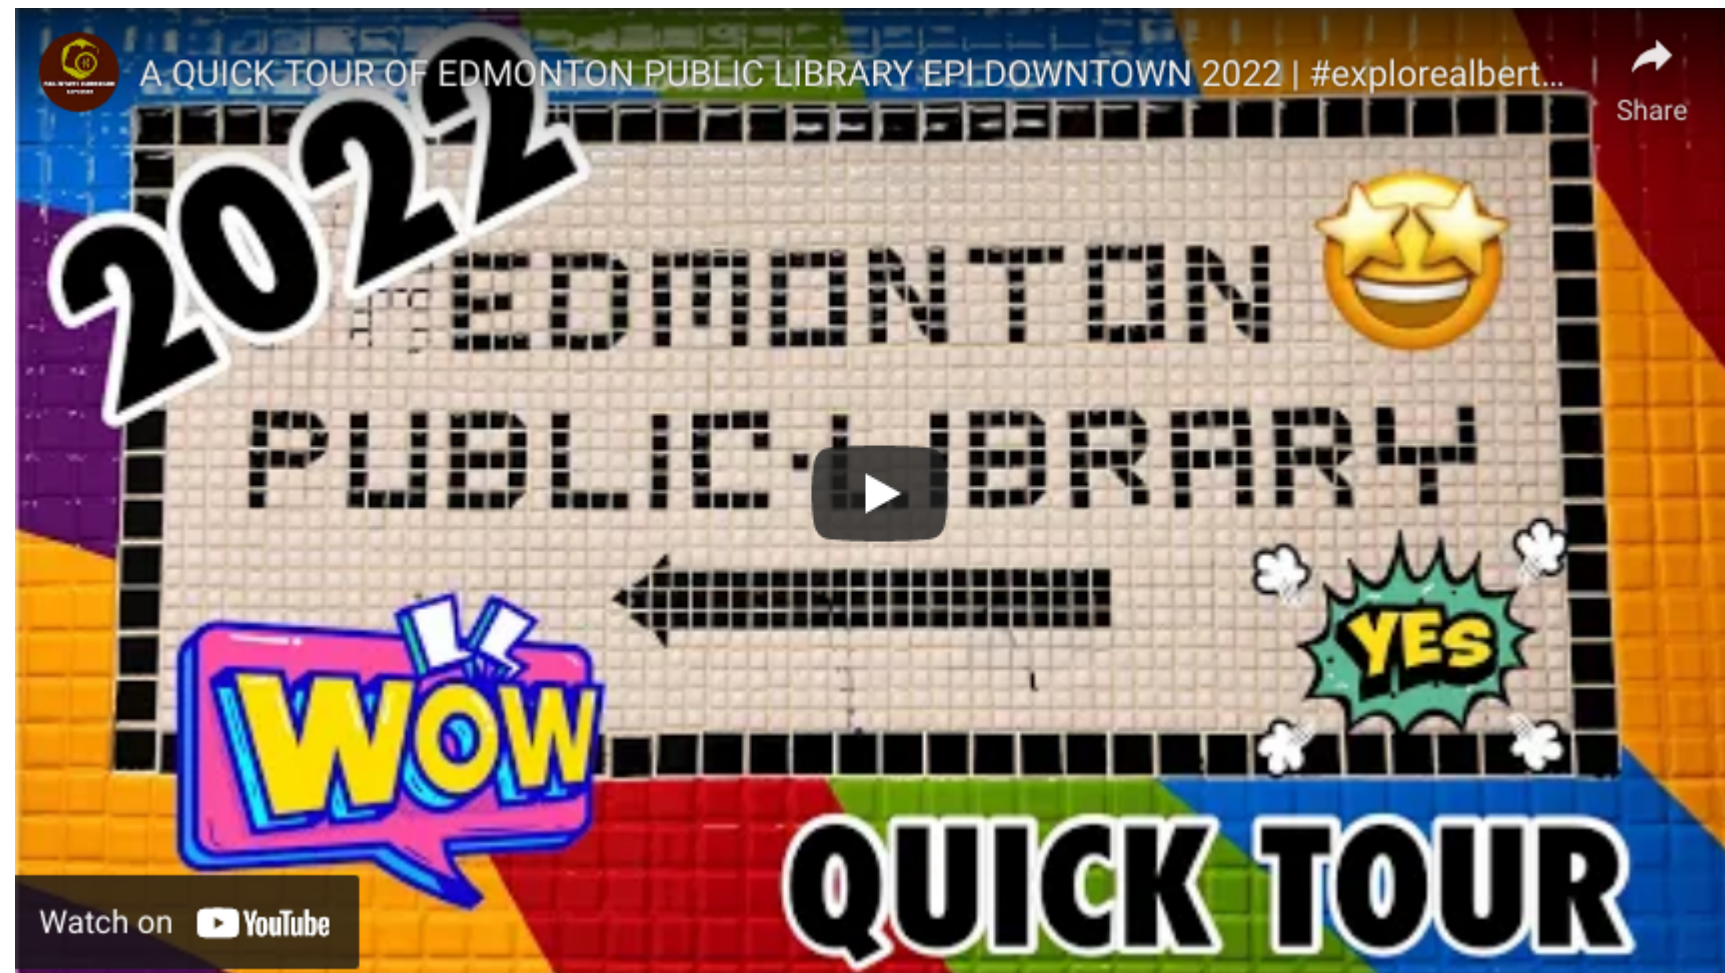 A QUICK TOUR OF EDMONTON PUBLIC LIBRARY EPl DOWNTOWN 2022 | #explorealbert...
Share
2022
EDMONTON
PUBLIC·LIBRARY
WOW
YES
QUICK TOUR
Watch on YouTube